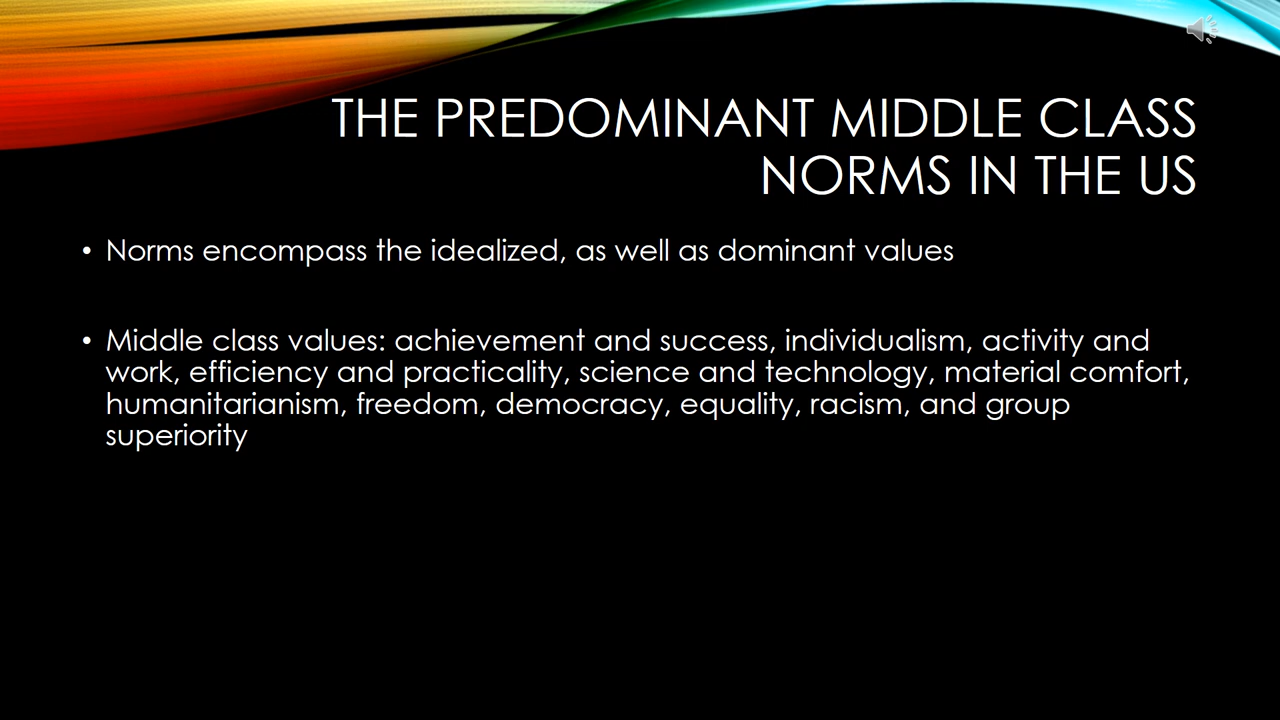 THE PREDOMINANT MIDDLE CLASS
NORMS IN THE US
• Norms encompass the idealized, as well as dominant values
• Middle class values: achievement and success, individualism, activity and
work, efficiency and practicality, science and technology, material comfort,
humanitarianism, freedom, democracy, equality, racism, and group
superiority